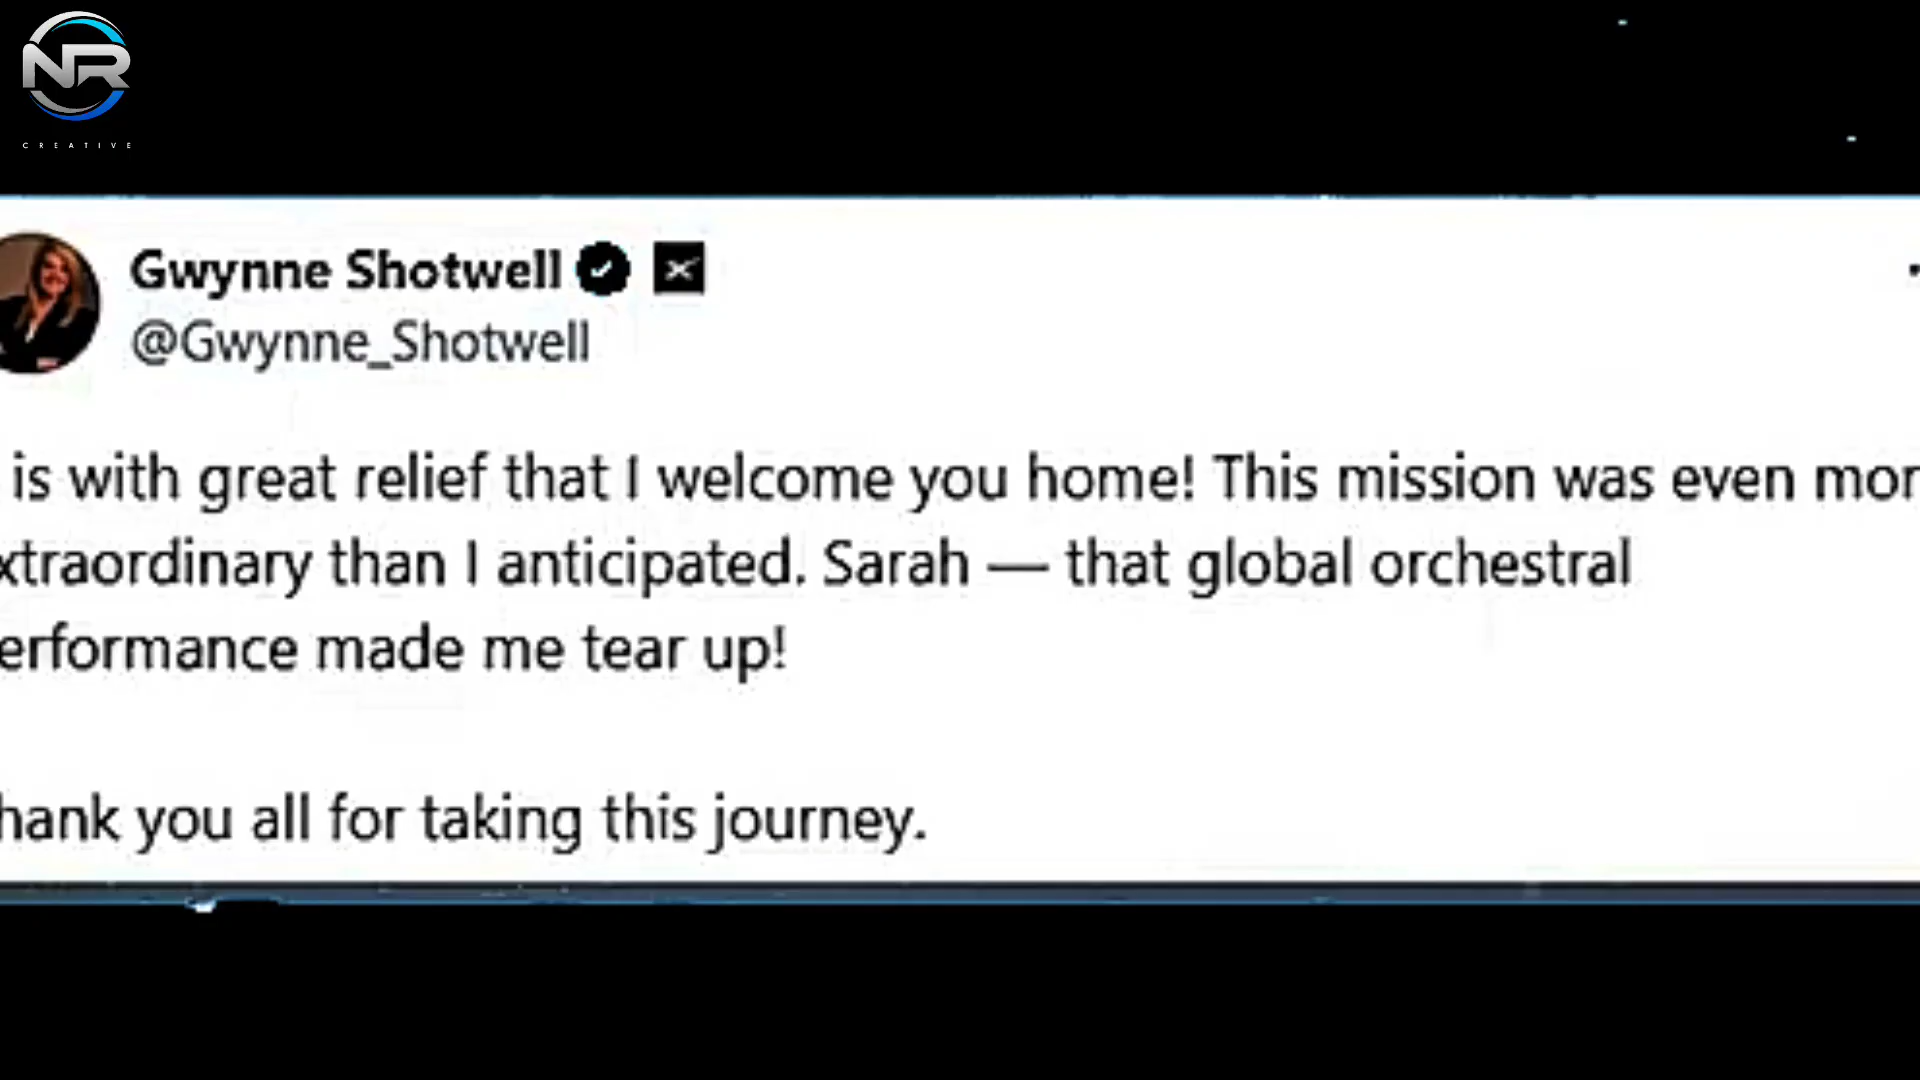 NR
CREATIVE
Gwynne Shotwell
@Gwynne_Shotwell
is with great relief that I welcome you home! This mission was even mor
xtraordinary than I anticipated. Sarah — that global orchestral
erformance made me tear up!
hank you all for taking this journey.